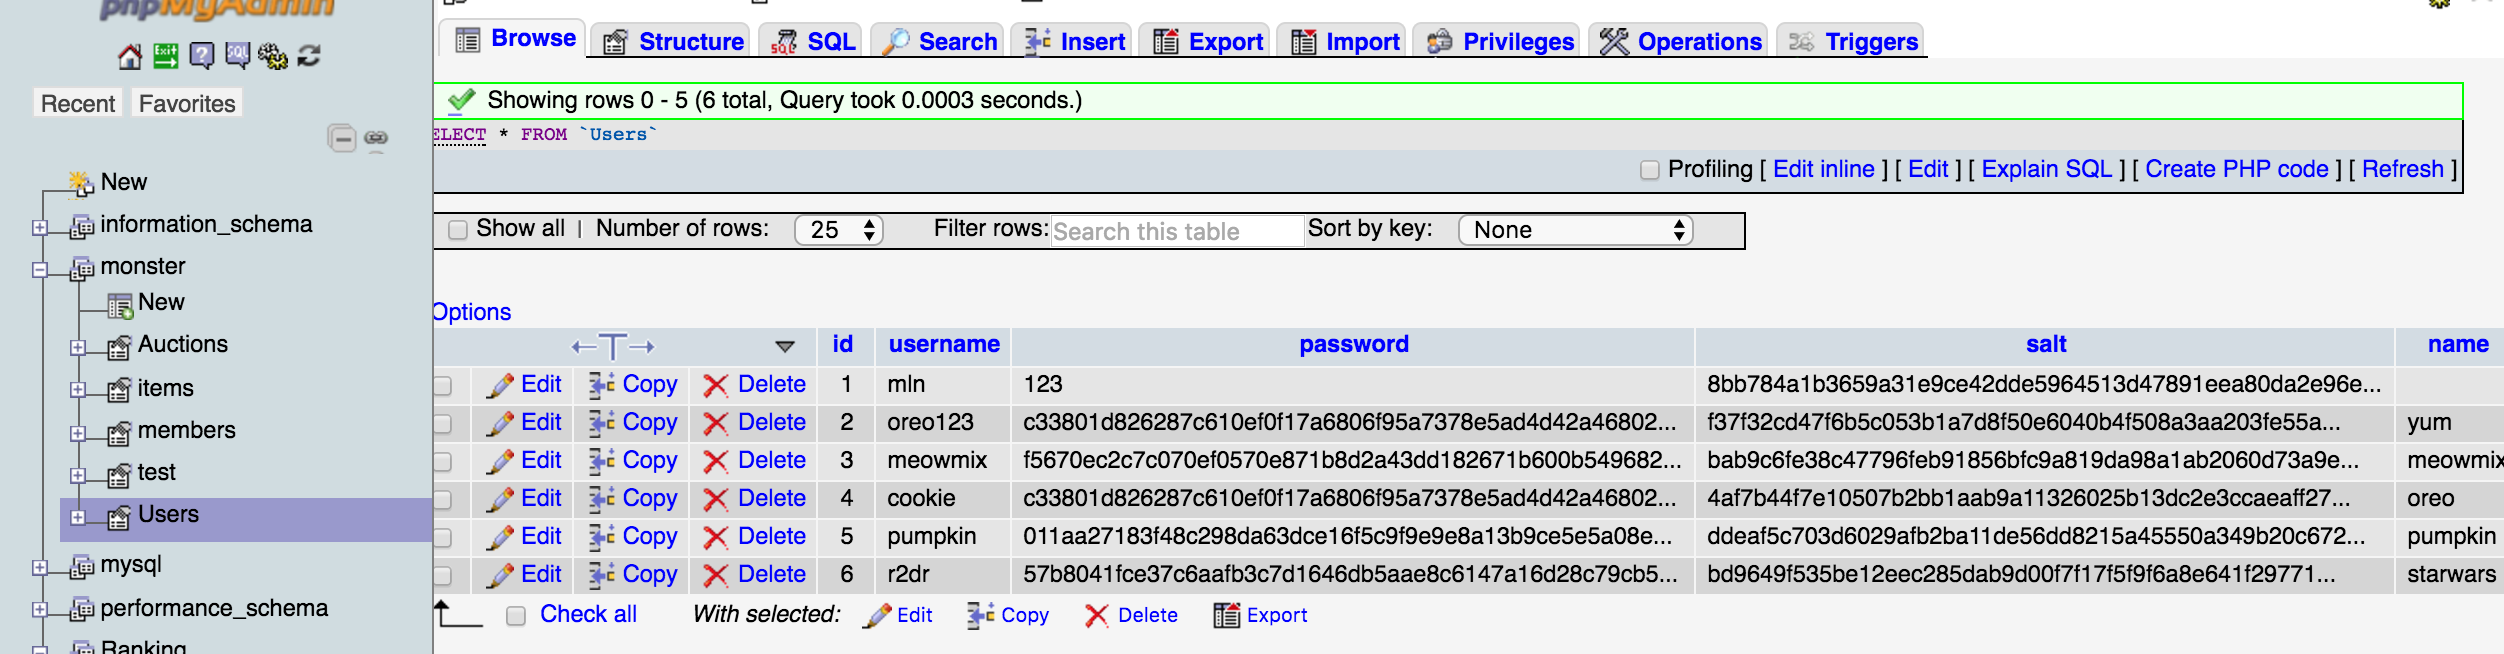 phpMyAdmin
Recent Favorites
New
information_schema
monster
New
Auctions
items
members
test
Users
mysql
performance_schema
Ranking
Browse Structure SQL Search Insert Export Import Privileges Operations Triggers
Showing rows 0 - 5 (6 total, Query took 0.0003 seconds.)
ELECT * FROM `Users`
Profiling [ Edit inline ] [ Edit ] [ Explain SQL ] [ Create PHP code ] [ Refresh ]
Show all | Number of rows: 25 Filter rows: Search this table Sort by key: None
Options
←T→ id username password salt name
Edit Copy Delete 1 mln 123 8bb784a1b3659a31e9ce42dde5964513d47891eea80da2e96e...
Edit Copy Delete 2 oreo123 c33801d826287c610ef0f17a6806f95a7378e5ad4d42a46802... f37f32cd47f6b5c053b1a7d8f50e6040b4f508a3aa203fe55a... yum
Edit Copy Delete 3 meowmix f5670ec2c7c070ef0570e871b8d2a43dd182671b600b549682... bab9c6fe38c47796feb91856bfc9a819da98a1ab2060d73a9e... meowmix
Edit Copy Delete 4 cookie c33801d826287c610ef0f17a6806f95a7378e5ad4d42a46802... 4af7b44f7e10507b2bb1aab9a11326025b13dc2e3ccaeaff27... oreo
Edit Copy Delete 5 pumpkin 011aa27183f48c298da63dce16f5c9f9e9e8a13b9ce5e5a08e... ddeaf5c703d6029afb2ba11de56dd8215a45550a349b20c672... pumpkin
Edit Copy Delete 6 r2dr 57b8041fce37c6aafb3c7d1646db5aae8c6147a16d28c79cb5... bd9649f535be12eec285dab9d00f7f17f5f9f6a8e641f29771... starwars
Check all With selected: Edit Copy Delete Export